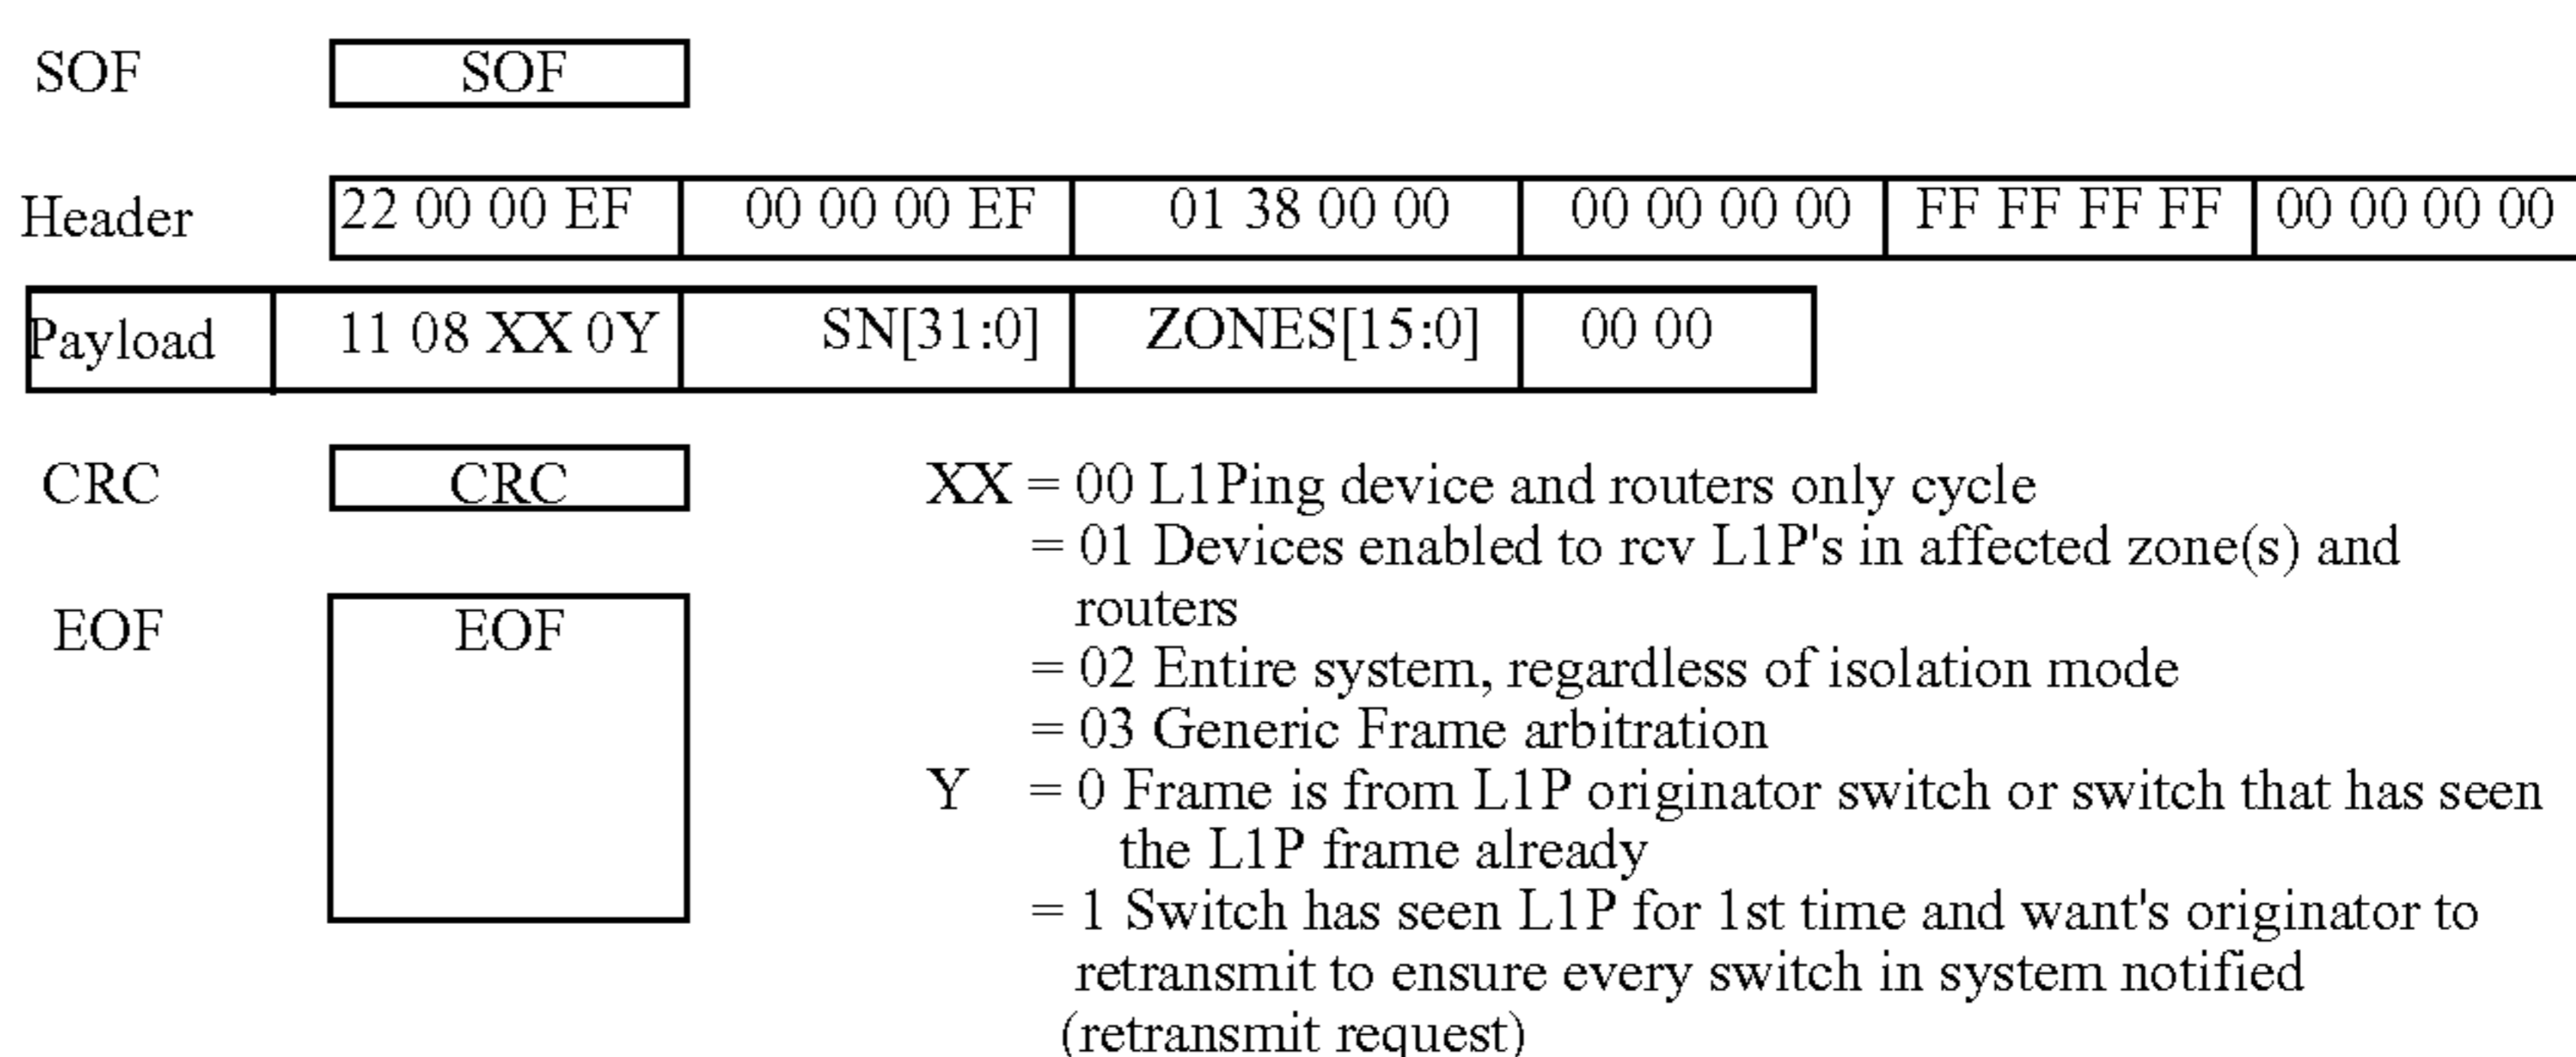 SOF SOF
Header 22 00 00 EF 00 00 00 EF 01 38 00 00 00 00 00 00 FF FF FF FF 00 00 00 00
Payload 11 08 XX 0Y SN[31:0] ZONES[15:0] 00 00
CRC CRC
EOF EOF
XX = 00 L1Ping device and routers only cycle
= 01 Devices enabled to rcv L1P's in affected zone(s) and
routers
= 02 Entire system, regardless of isolation mode
= 03 Generic Frame arbitration
Y = 0 Frame is from L1P originator switch or switch that has seen
the L1P frame already
= 1 Switch has seen L1P for 1st time and want's originator to
retransmit to ensure every switch in system notified
(retransmit request)